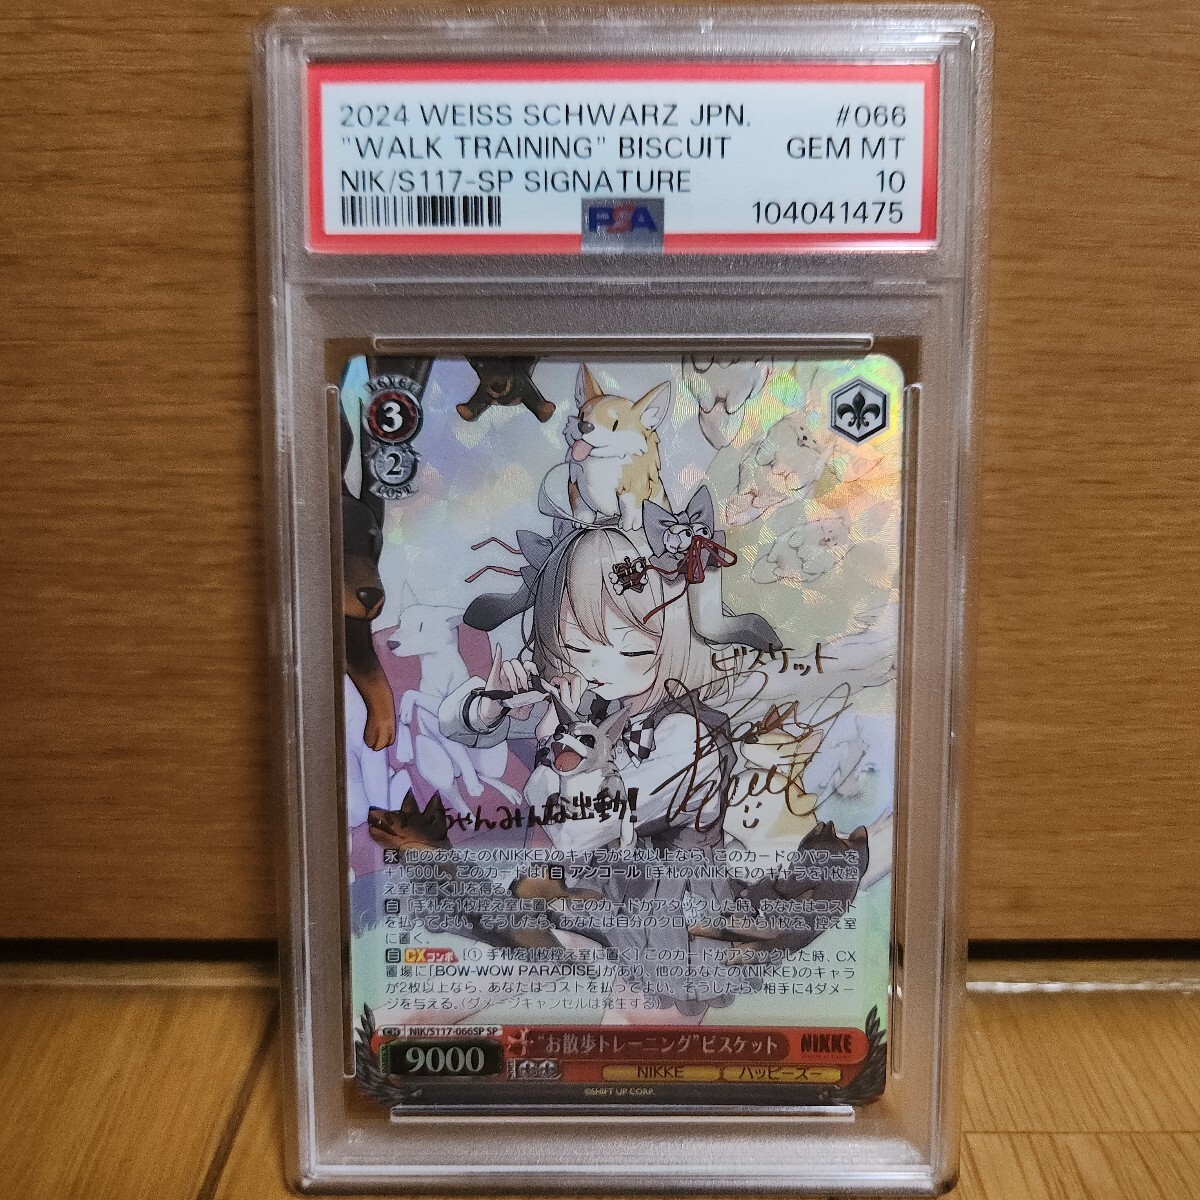 2024 WEISS SCHWARZ JPN. #066
"WALK TRAINING" BISCUIT GEM MT
NIK/S117-SP SIGNATURE 10
PSA 104041475
LEVEL
3
2
COST
ビスケット
ちゃんみんな出動!
永 他のあなたの《NIKKE》のキャラが2枚以上なら、このカードのパワーを
+1500し、このカードは『自 アンコール [手札の《NIKKE》のキャラを1枚控
え室に置く]』を得る。
自 [手札を1枚控え室に置く] このカードがアタックした時、あなたはコスト
を払ってよい。そうしたら、あなたは自分のクロックの上から1枚を、控え室
に置く。
自 CXコンボ [① 手札を1枚控え室に置く] このカードがアタックした時、CX
置場に「BOW-WOW PARADISE」があり、他のあなたの《NIKKE》のキャラ
が2枚以上なら、あなたはコストを払ってよい。そうしたら、相手に4ダメー
ジを与える。(ダメージキャンセルは発生する)
CH NIK/S117-066SP SP
9000 "お散歩トレーニング"ビスケット NIKKE
NIKKE ハッピーズー
©SHIFT UP CORP.